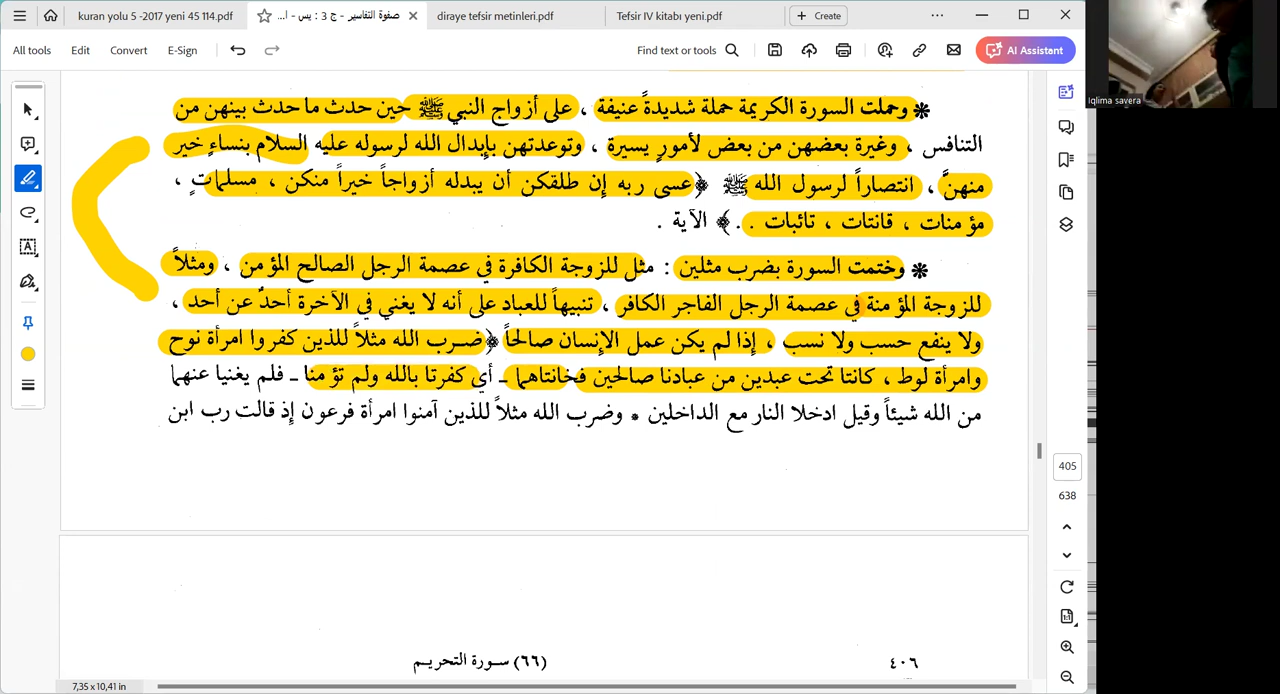 kuran yolu 5 -2017 yeni 45 114.pdf
صفوة التفاسير - ج 3 : يس - ا...
diraye tefsir metinleri.pdf
Tefsir IV kitabı yeni.pdf
+ Create
All tools Edit Convert E-Sign Find text or tools AI Assistant
Iqlima savera
✻ وحملت السورة الكريمة حملة شديدةً عنيفة ، على أزواج النبي ﷺ حين حدث ما حدث بينهن من
التنافس ، وغيرة بعضهن من بعض لأمورٍ يسيرة ، وتوعدتهن بإبدال الله لرسوله عليه السلام بنساءٍ خير
منهنَّ ، انتصاراً لرسول الله ﷺ ﴿عسى ربه إن طلقكن أن يبدله أزواجاً خيراً منكن ، مسلماتٍ ،
مؤمنات ، قانتات ، تائبات . .﴾ الآية .
✻ وختمت السورة بضرب مثلين : مثل للزوجة الكافرة في عصمة الرجل الصالح المؤمن ، ومثلاً
للزوجة المؤمنة في عصمة الرجل الفاجر الكافر ، تنبيهاً للعباد على أنه لا يغني في الآخرة أحدٌ عن أحد ،
ولا ينفع حسب ولا نسب ، إذا لم يكن عمل الإنسان صالحاً ﴿ضرب الله مثلاً للذين كفروا امرأة نوح
وامرأة لوط ، كانتا تحت عبدين من عبادنا صالحين فخانتاهما ـ أي كفرتا بالله ولم تؤمنا ـ فلم يغنيا عنهما
من الله شيئاً وقيل ادخلا النار مع الداخلين * وضرب الله مثلاً للذين آمنوا امرأة فرعون إذ قالت رب ابن
405
638
(٦٦) سورة التحريم ٤٠٦
7,35 x 10,41 in